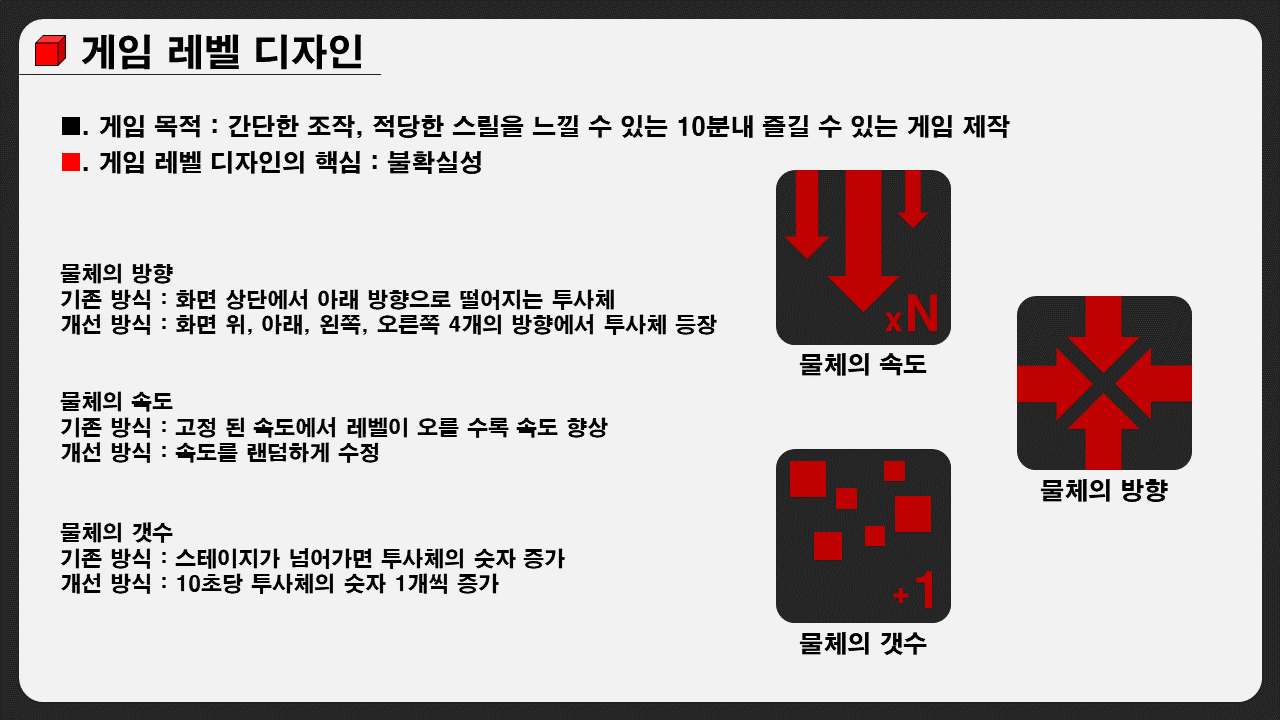 게임 레벨 디자인
■. 게임 목적 : 간단한 조작, 적당한 스릴을 느낄 수 있는 10분내 즐길 수 있는 게임 제작
■. 게임 레벨 디자인의 핵심 : 불확실성
물체의 방향
기존 방식 : 화면 상단에서 아래 방향으로 떨어지는 투사체
개선 방식 : 화면 위, 아래, 왼쪽, 오른쪽 4개의 방향에서 투사체 등장
물체의 속도
기존 방식 : 고정 된 속도에서 레벨이 오를 수록 속도 향상
개선 방식 : 속도를 랜덤하게 수정
물체의 갯수
기존 방식 : 스테이지가 넘어가면 투사체의 숫자 증가
개선 방식 : 10초당 투사체의 숫자 1개씩 증가
xN
물체의 속도
물체의 방향
+1
물체의 갯수